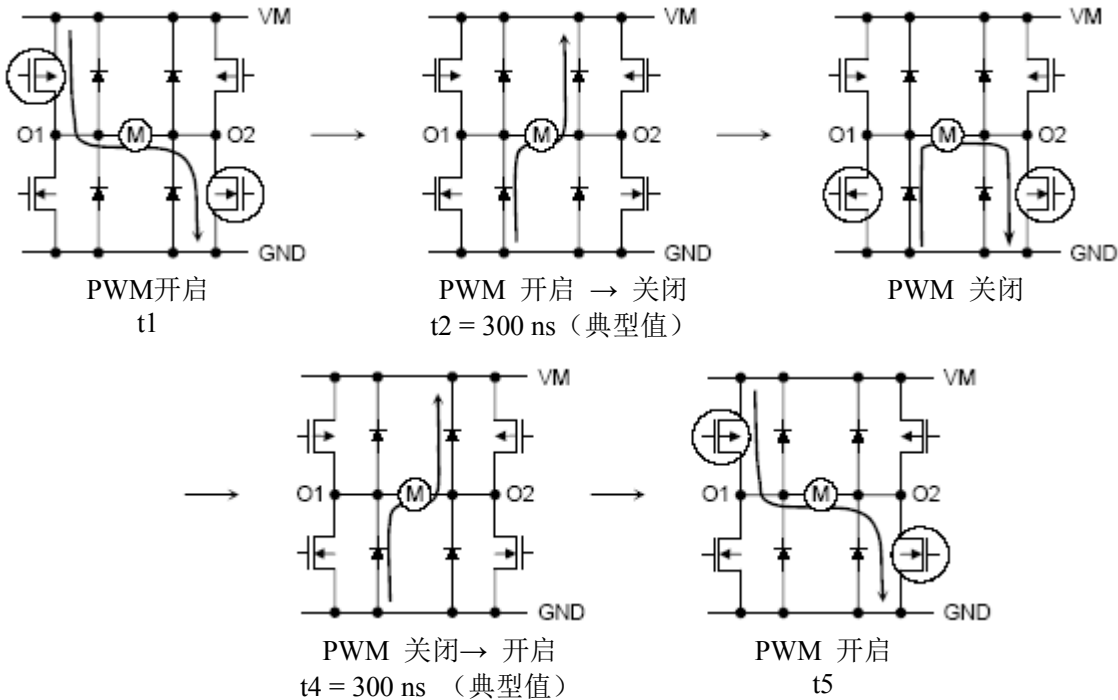 VM
O1
M
O2
GND
PWM开启
t1
VM
O1
M
O2
GND
PWM 开启 → 关闭
t2 = 300 ns（典型值）
VM
O1
M
O2
GND
PWM 关闭
VM
O1
M
O2
GND
PWM 关闭→ 开启
t4 = 300 ns （典型值）
VM
O1
M
O2
GND
PWM 开启
t5